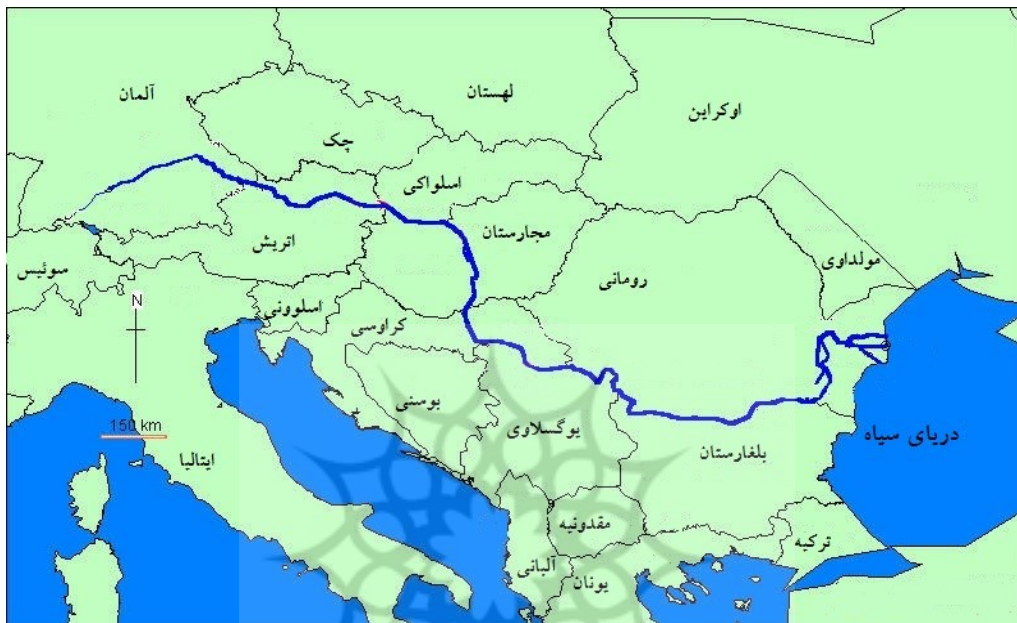 لهستان
آلمان
اوکراین
چک
اسلواکی
مجارستان
اتریش
مولداوی
سوئیس
رومانی
N
اسلوونی
کراوسی
بوسنی
150 km
یوگسلاوی
دریای سیاه
بلغارستان
ایتالیا
مقدونیه
ترکیه
آلبانی
یونان